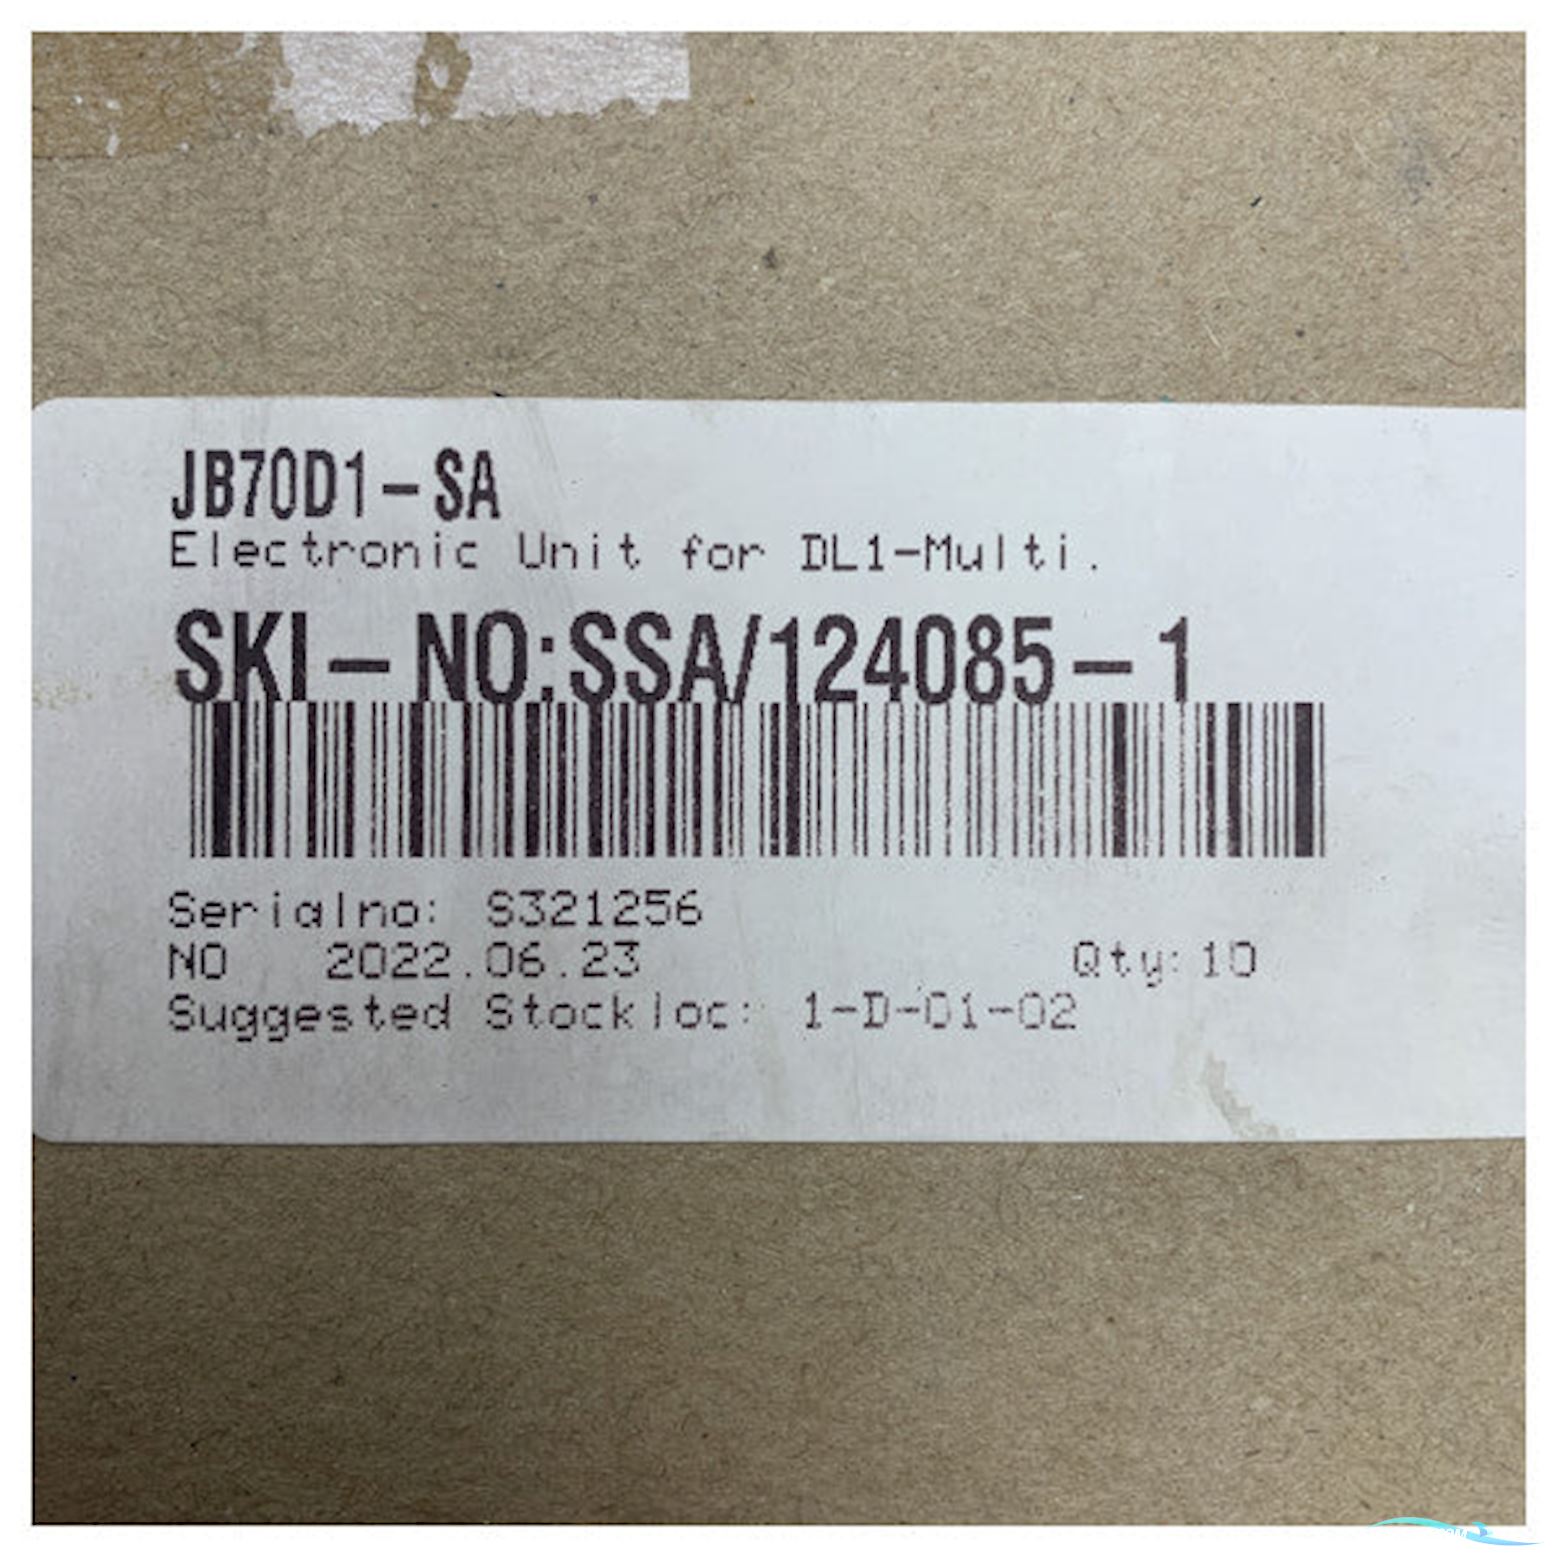 JB70D1-SA
Electronic Unit for DL1-Multi.
SKI-NO:SSA/124085-1
Serialno: S321256
NO 2022.06.23 Qty:10
Suggested Stockloc: 1-D-01-02